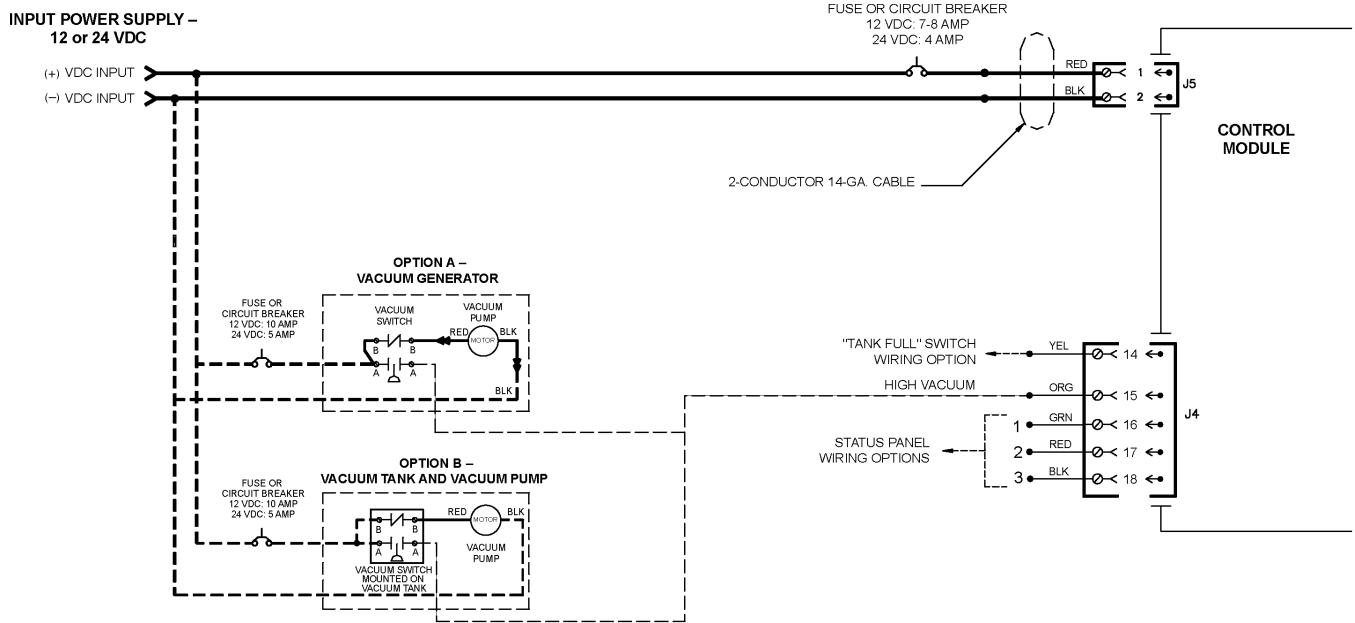 INPUT POWER SUPPLY –
12 or 24 VDC
(+) VDC INPUT
(–) VDC INPUT
FUSE OR CIRCUIT BREAKER
12 VDC: 7-8 AMP
24 VDC: 4 AMP
RED
BLK
1
2
J5
CONTROL
MODULE
2-CONDUCTOR 14-GA. CABLE
OPTION A –
VACUUM GENERATOR
FUSE OR
CIRCUIT BREAKER
12 VDC: 10 AMP
24 VDC: 5 AMP
VACUUM
SWITCH
VACUUM
PUMP
B
B
A
A
RED
MOTOR
BLK
BLK
"TANK FULL" SWITCH
WIRING OPTION
YEL
14
HIGH VACUUM
ORG
15
STATUS PANEL
WIRING OPTIONS
1
GRN
16
2
RED
17
3
BLK
18
J4
OPTION B –
VACUUM TANK AND VACUUM PUMP
FUSE OR
CIRCUIT BREAKER
12 VDC: 10 AMP
24 VDC: 5 AMP
B
B
A
A
RED
MOTOR
BLK
VACUUM
PUMP
VACUUM SWITCH
MOUNTED ON
VACUUM TANK